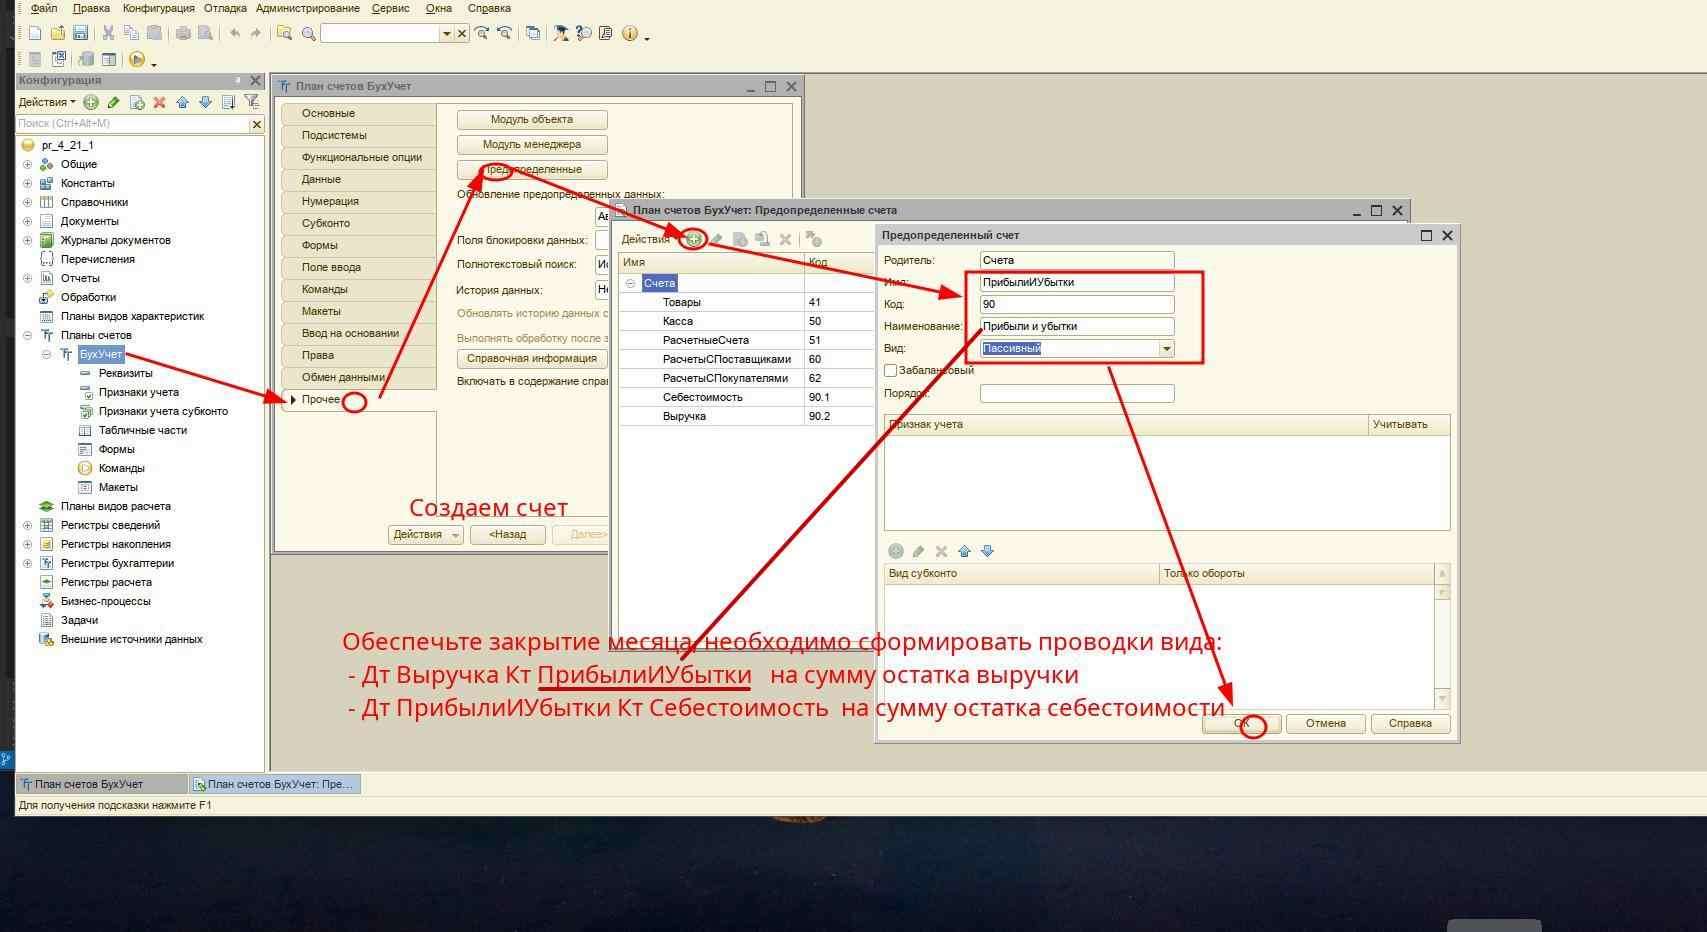 Файл Правка Конфигурация Отладка Администрирование Сервис Окна Справка
Конфигурация
Действия
Поиск (Ctrl+Alt+M)
pr_4_21_1
Общие
Константы
Справочники
Документы
Журналы документов
Перечисления
Отчеты
Обработки
Планы видов характеристик
Планы счетов
БухУчет
Реквизиты
Признаки учета
Признаки учета субконто
Табличные части
Формы
Команды
Макеты
Планы видов расчета
Регистры сведений
Регистры накопления
Регистры бухгалтерии
Регистры расчета
Бизнес-процессы
Задачи
Внешние источники данных
План счетов БухУчет
Основные
Подсистемы
Функциональные опции
Данные
Нумерация
Субконто
Формы
Поле ввода
Команды
Макеты
Ввод на основании
Права
Обмен данными
Прочее
Модуль объекта
Модуль менеджера
Предопределенные
Обновление предопределенных данных:
Ав
Поля блокировки данных:
Полнотекстовый поиск: Ис
История данных: Не
Обновлять историю данных с
Выполнять обработку после з
Справочная информация
Включать в содержание спра
Создаем счет
Действия <Назад Далее>
План счетов БухУчет: Предопределенные счета
Действия
Имя Код
Счета
Товары 41
Касса 50
РасчетныеСчета 51
РасчетыСПоставщиками 60
РасчетыСПокупателями 62
Себестоимость 90.1
Выручка 90.2
Предопределенный счет
Родитель: Счета
Имя: ПрибылиИУбытки
Код: 90
Наименование: Прибыли и убытки
Вид: Пассивный
Забалансовый
Порядок:
Признак учета Учитывать
Вид субконто Только обороты
Обеспечьте закрытие месяца, необходимо сформировать проводки вида:
- Дт Выручка Кт ПрибылиИУбытки на сумму остатка выручки
- Дт ПрибылиИУбытки Кт Себестоимость на сумму остатка себестоимости
ОК Отмена Справка
План счетов БухУчет План счетов БухУчет: Пре...
Для получения подсказки нажмите F1